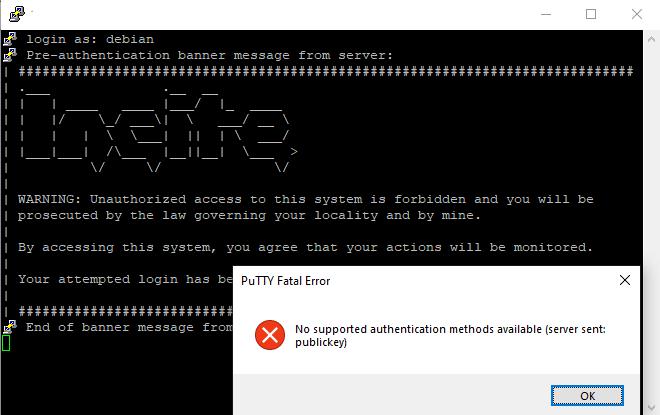 login as: debian
Pre-authentication banner message from server:
##############################################################################
Incite
WARNING: Unauthorized access to this system is forbidden and you will be
prosecuted by the law governing your locality and by mine.
By accessing this system, you agree that your actions will be monitored.
Your attempted login has be
PuTTY Fatal Error
##############################
No supported authentication methods available (server sent:
publickey)
End of banner message from
OK